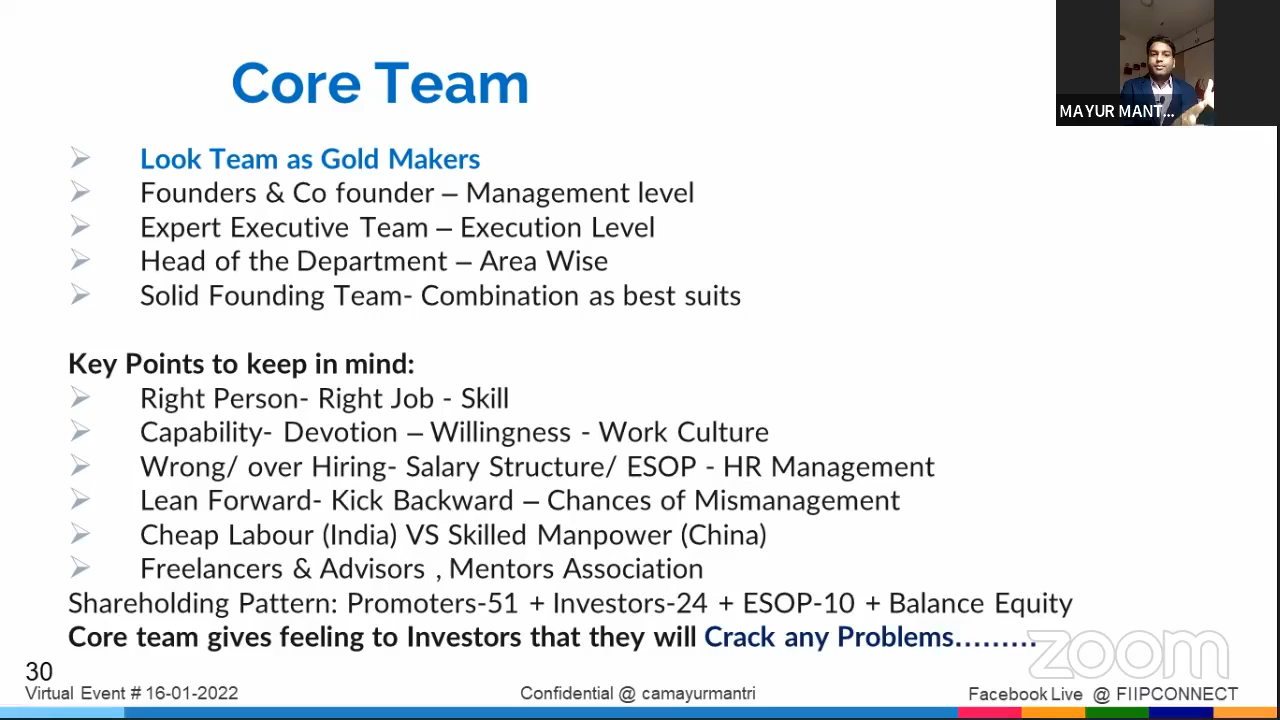 Core Team
MAYUR MANT...
➢ Look Team as Gold Makers
➢ Founders & Co founder – Management level
➢ Expert Executive Team – Execution Level
➢ Head of the Department – Area Wise
➢ Solid Founding Team- Combination as best suits
Key Points to keep in mind:
➢ Right Person- Right Job - Skill
➢ Capability- Devotion – Willingness - Work Culture
➢ Wrong/ over Hiring- Salary Structure/ ESOP - HR Management
➢ Lean Forward- Kick Backward – Chances of Mismanagement
➢ Cheap Labour (India) VS Skilled Manpower (China)
➢ Freelancers & Advisors , Mentors Association
Shareholding Pattern: Promoters-51 + Investors-24 + ESOP-10 + Balance Equity
Core team gives feeling to Investors that they will Crack any Problems.........
zoom
30
Virtual Event # 16-01-2022 Confidential @ camayurmantri Facebook Live @ FIIPCONNECT